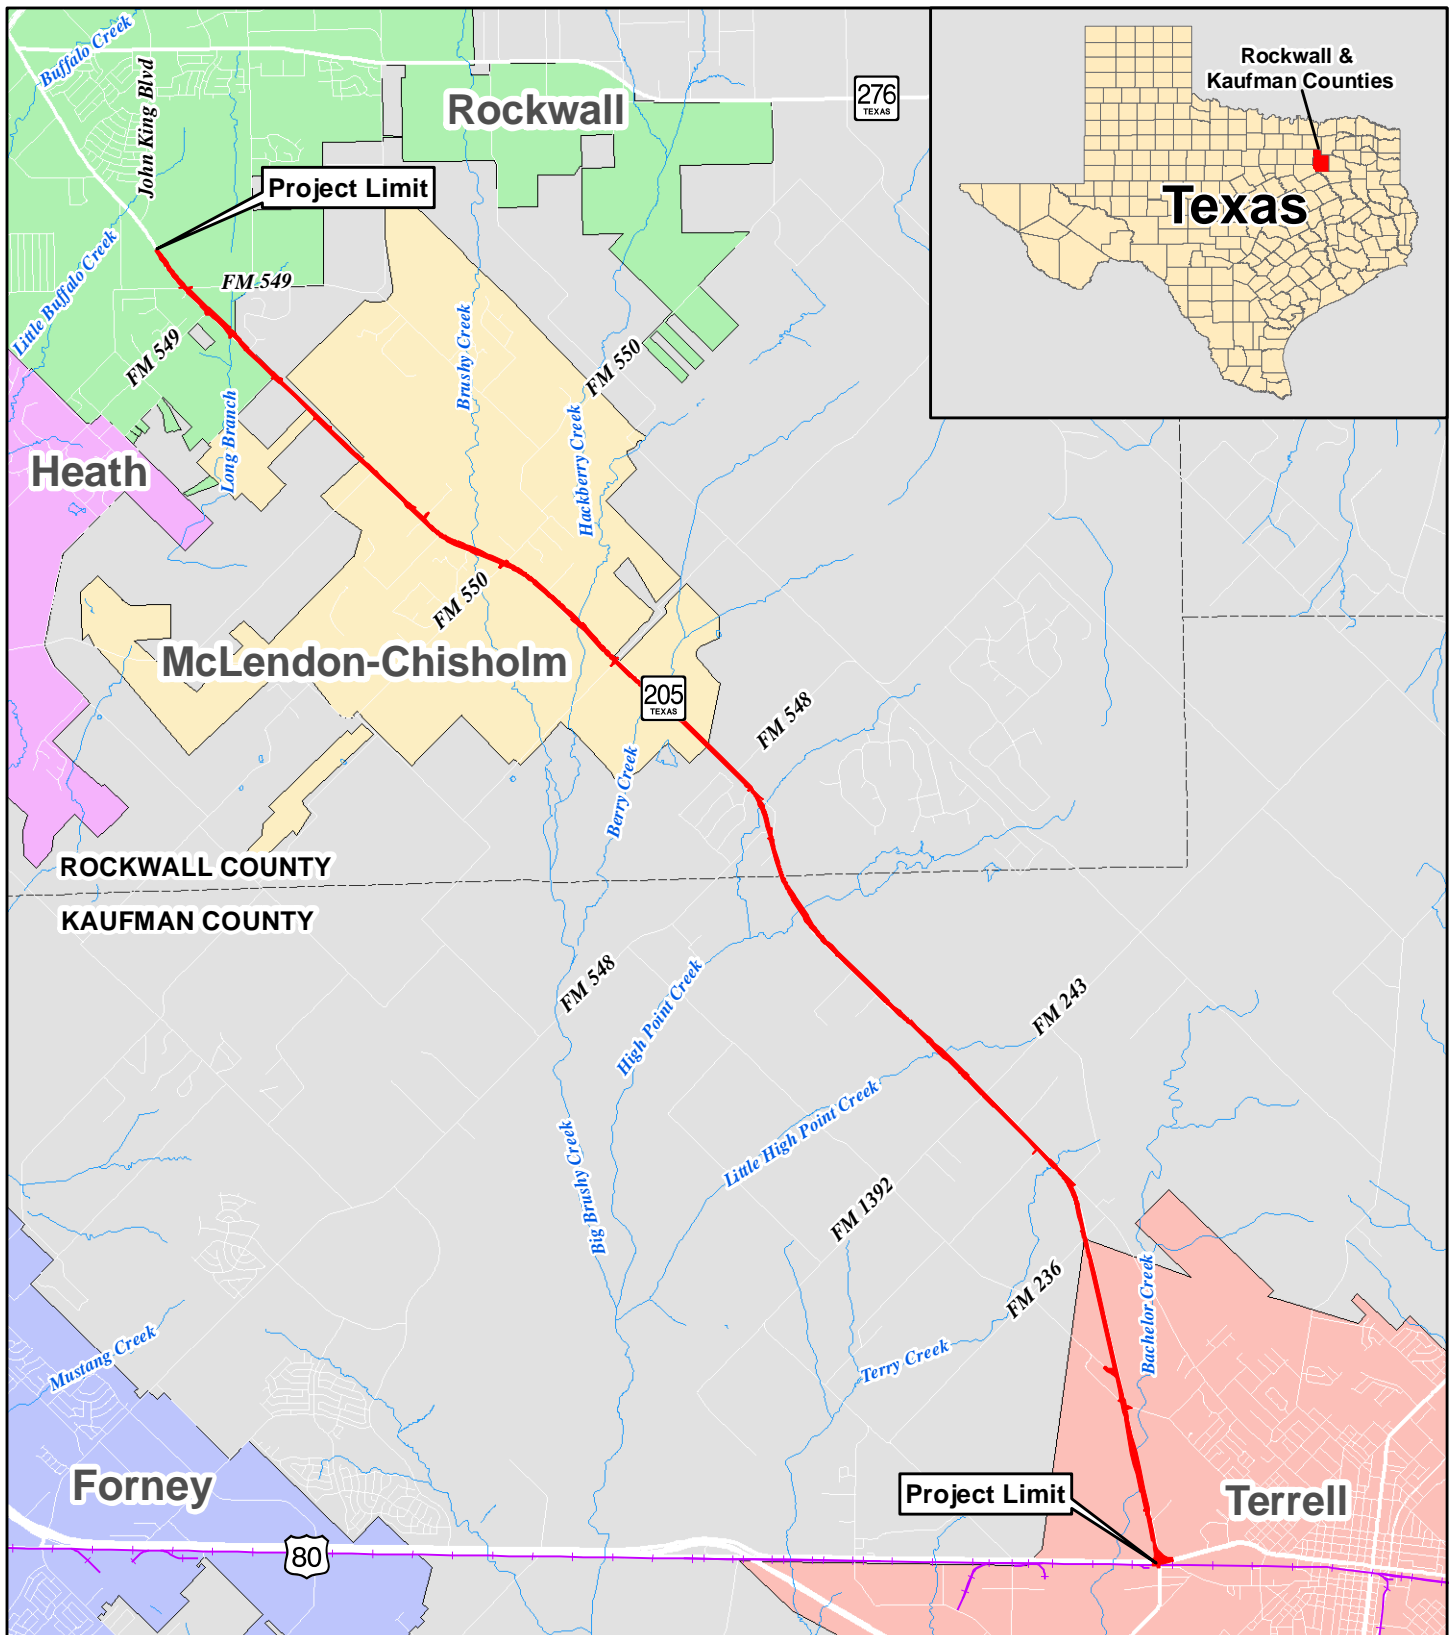 Buffalo Creek
John King Blvd
Rockwall
276
TEXAS
Rockwall &
Kaufman Counties
Texas
Project Limit
Little Buffalo Creek
FM 549
FM 549
Brushy Creek
FM 550
Long Branch
Hackberry Creek
Heath
FM 550
McLendon-Chisholm
205
TEXAS
FM 548
Berry Creek
ROCKWALL COUNTY
KAUFMAN COUNTY
FM 548
High Point Creek
FM 243
Little High Point Creek
Big Brushy Creek
FM 1392
FM 236
Bachelor Creek
Mustang Creek
Terry Creek
Forney
Project Limit
Terrell
80